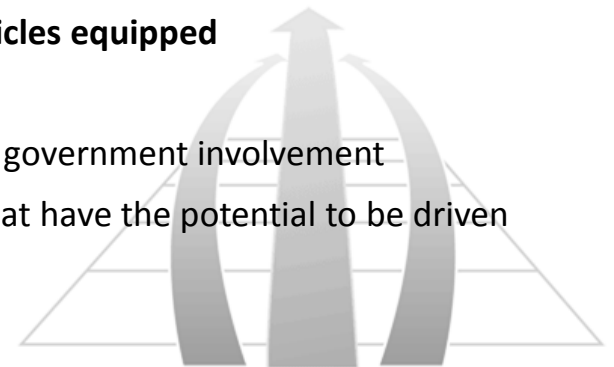 icles equipped
government involvement
at have the potential to be driven